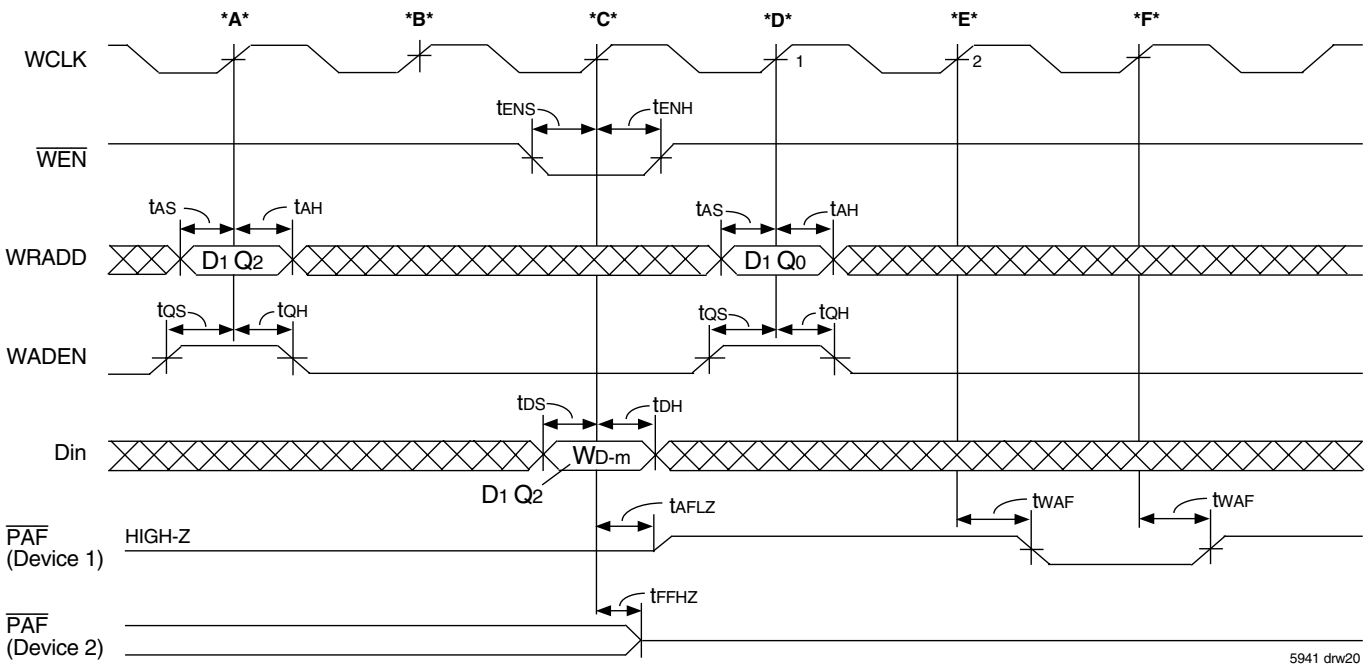 *A* *B* *C* *D* *E* *F*
WCLK 1 2
tENS tENH
WEN
tAS tAH tAS tAH
WRADD D1 Q2 D1 Q0
tQS tQH tQS tQH
WADEN
tDS tDH
Din WD-m
D1 Q2
tAFLZ tWAF tWAF
PAF HIGH-Z
(Device 1)
tFFHZ
PAF
(Device 2)
5941 drw20